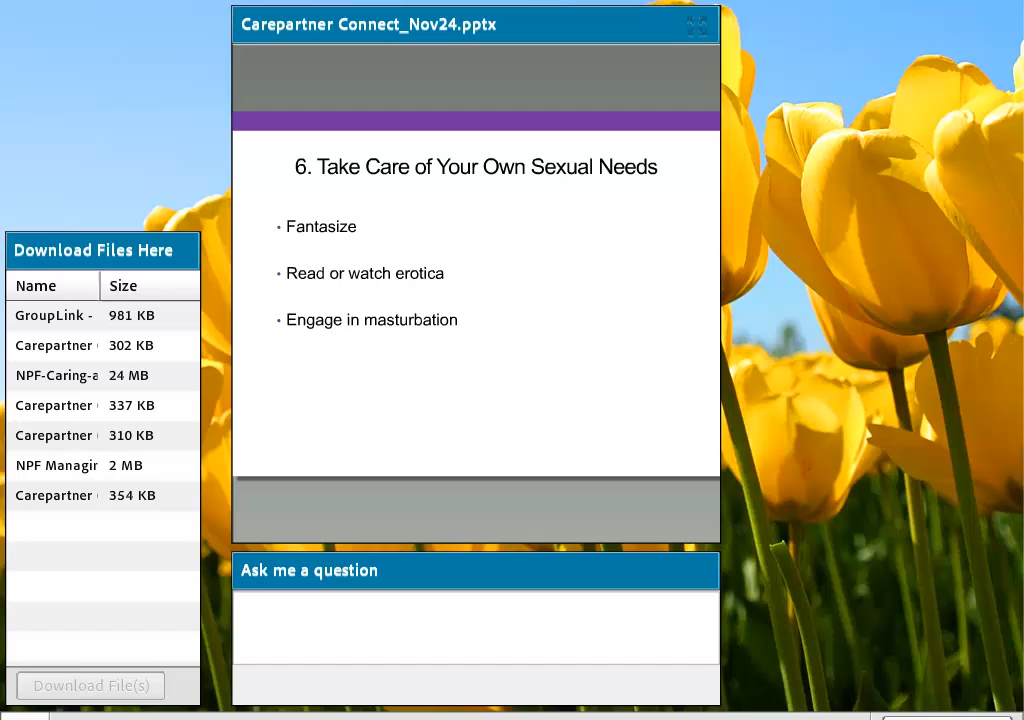 Carepartner Connect_Nov24.pptx
6. Take Care of Your Own Sexual Needs
• Fantasize
• Read or watch erotica
• Engage in masturbation
Download Files Here
Name Size
GroupLink - 981 KB
Carepartner 302 KB
NPF-Caring-a 24 MB
Carepartner 337 KB
Carepartner 310 KB
NPF Managin 2 MB
Carepartner 354 KB
Download File(s)
Ask me a question